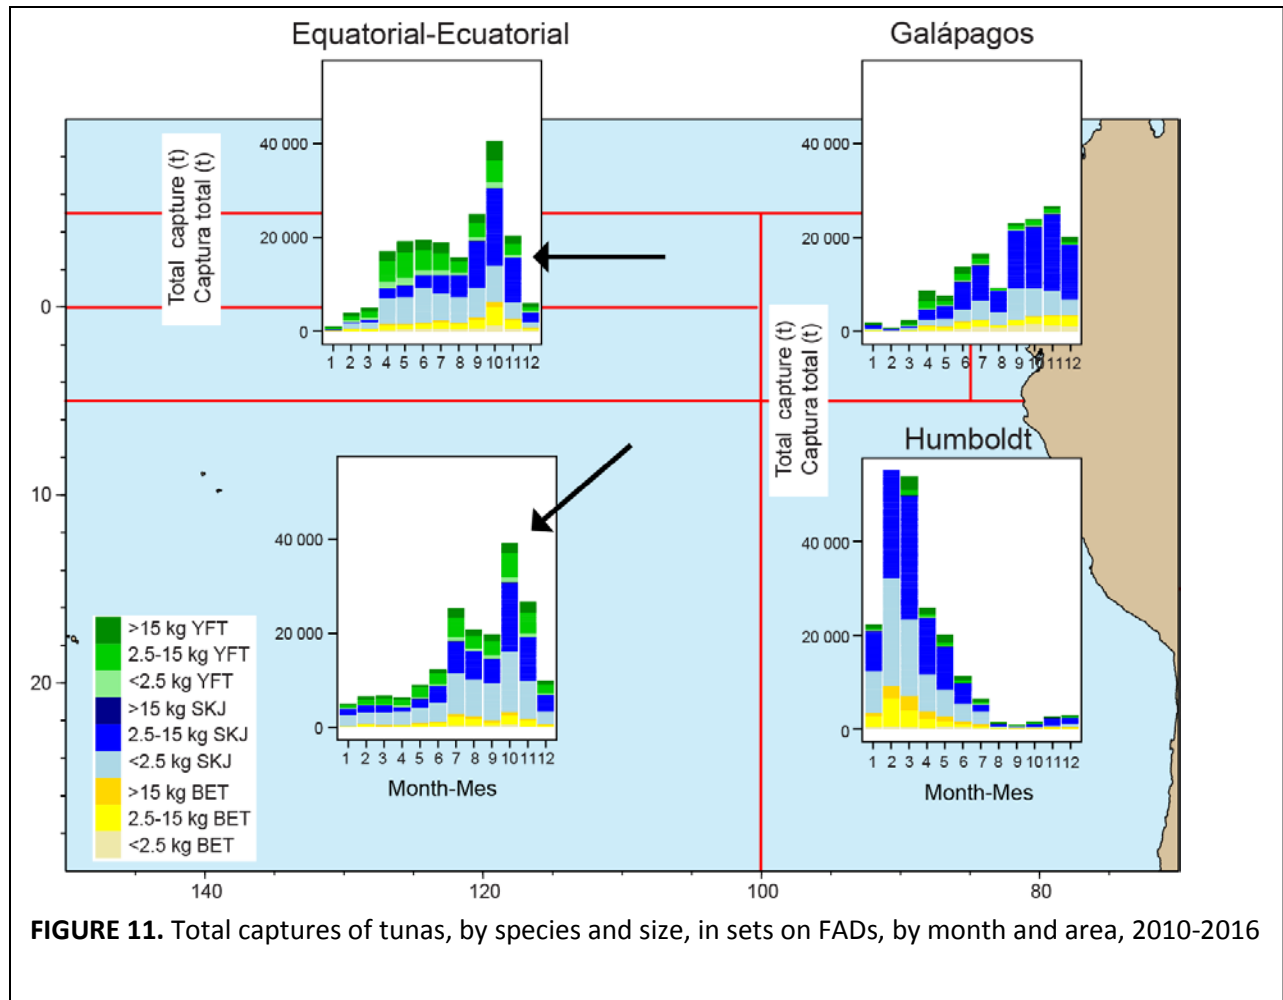 Equatorial-Ecuatorial
Galápagos
Total capture (t)
Captura total (t)
40 000
20 000
0
1 2 3 4 5 6 7 8 9 10 11 12
40 000
20 000
0
1 2 3 4 5 6 7 8 9 10 11 12
0
10
20
Total capture (t)
Captura total (t)
Humboldt
40 000
20 000
0
1 2 3 4 5 6 7 8 9 10 11 12
Month-Mes
40 000
20 000
0
1 2 3 4 5 6 7 8 9 10 11 12
Month-Mes
>15 kg YFT
2.5-15 kg YFT
<2.5 kg YFT
>15 kg SKJ
2.5-15 kg SKJ
<2.5 kg SKJ
>15 kg BET
2.5-15 kg BET
<2.5 kg BET
140 120 100 80
FIGURE 11. Total captures of tunas, by species and size, in sets on FADs, by month and area, 2010-2016